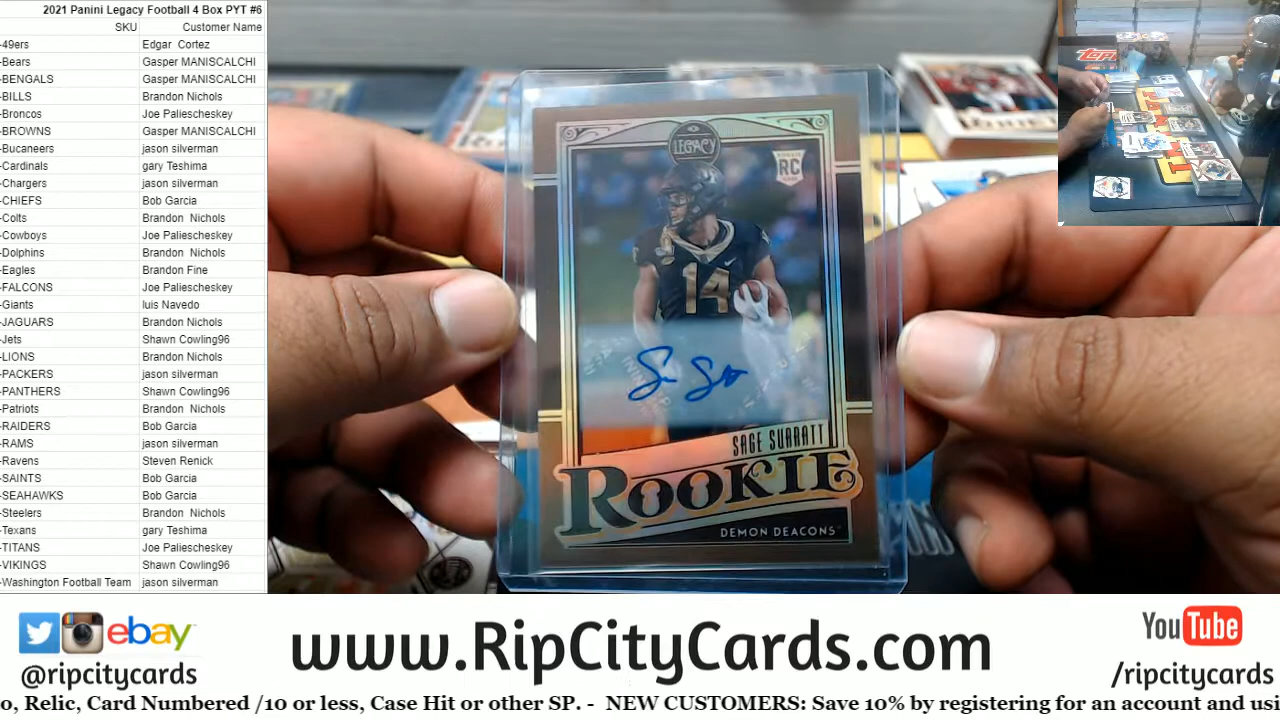 2021 Panini Legacy Football 4 Box PYT #6
SKU Customer Name
-49ers Edgar Cortez
-Bears Gasper MANISCALCHI
-BENGALS Gasper MANISCALCHI
-BILLS Brandon Nichols
-Broncos Joe Paliescheskey
-BROWNS Gasper MANISCALCHI
-Bucaneers jason silverman
-Cardinals gary Teshima
-Chargers jason silverman
-CHIEFS Bob Garcia
-Colts Brandon Nichols
-Cowboys Joe Paliescheskey
-Dolphins Brandon Nichols
-Eagles Brandon Fine
-FALCONS Joe Paliescheskey
-Giants luis Navedo
-JAGUARS Brandon Nichols
-Jets Shawn Cowling96
-LIONS Brandon Nichols
-PACKERS jason silverman
-PANTHERS Shawn Cowling96
-Patriots Brandon Nichols
-RAIDERS Bob Garcia
-RAMS jason silverman
-Ravens Steven Renick
-SAINTS Bob Garcia
-SEAHAWKS Bob Garcia
-Steelers Brandon Nichols
-Texans gary Teshima
-TITANS Joe Paliescheskey
-VIKINGS Shawn Cowling96
-Washington Football Team jason silverman
LEGACY
ROOKIE
RC
14
SAGE SURRATT
ROOKIE
DEMON DEACONS
Topps
ebay
@ripcitycards
www.RipCityCards.com
YouTube
/ripcitycards
o, Relic, Card Numbered /10 or less, Case Hit or other SP. - NEW CUSTOMERS: Save 10% by registering for an account and usi